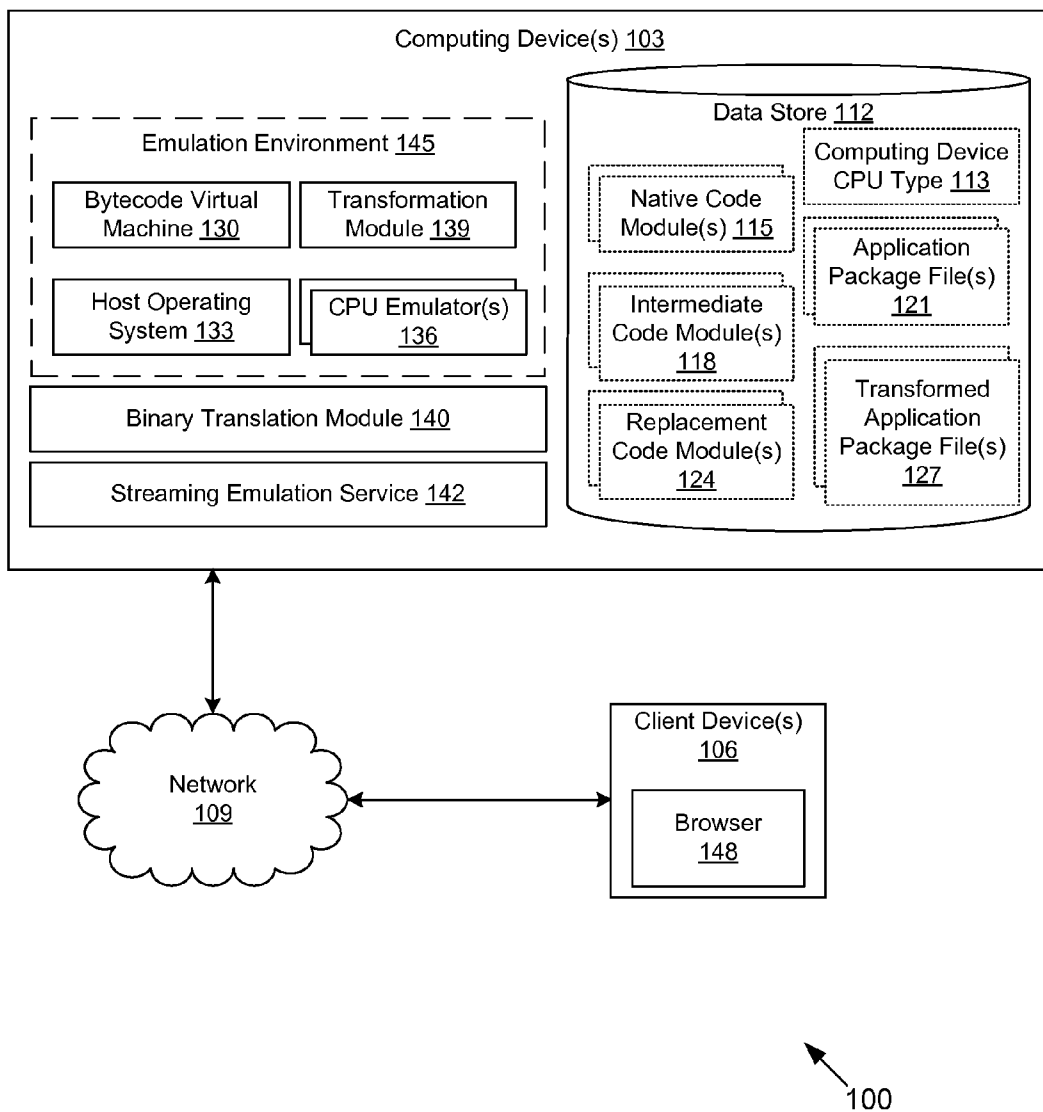 Computing Device(s) 103
Emulation Environment 145
Bytecode Virtual
Machine 130
Transformation
Module 139
Host Operating
System 133
CPU Emulator(s)
136
Binary Translation Module 140
Streaming Emulation Service 142
Data Store 112
Computing Device
CPU Type 113
Native Code
Module(s) 115
Application
Package File(s)
121
Intermediate
Code Module(s)
118
Transformed
Application
Package File(s)
127
Replacement
Code Module(s)
124
Network
109
Client Device(s)
106
Browser
148
100